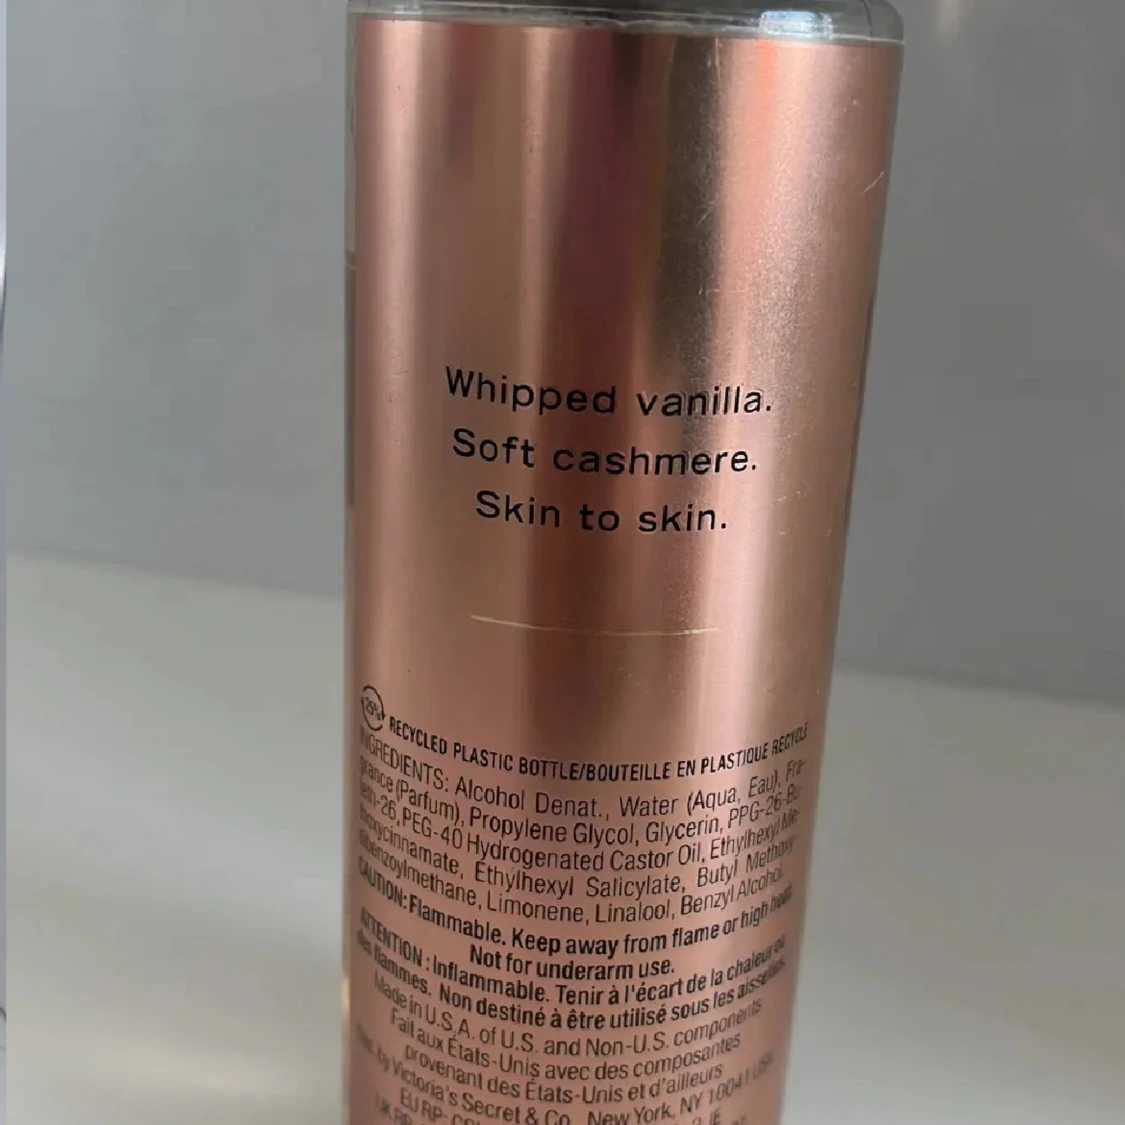 Whipped vanilla.
Soft cashmere.
Skin to skin.
25% RECYCLED PLASTIC BOTTLE/BOUTEILLE EN PLASTIQUE RECYCLÉ
INGREDIENTS: Alcohol Denat., Water (Aqua, Eau), Fra-
grance (Parfum), Propylene Glycol, Glycerin, PPG-26-Bu-
teth-26, PEG-40 Hydrogenated Castor Oil, Ethylhexyl Me-
thoxycinnamate, Ethylhexyl Salicylate, Butyl Methoxy-
dibenzoylmethane, Limonene, Linalool, Benzyl Alcohol.
CAUTION: Flammable. Keep away from flame or high heat.
Not for underarm use.
ATTENTION : Inflammable. Tenir à l'écart de la chaleur ou
des flammes. Non destiné à être utilisé sous les aisselles.
Made in U.S.A. of U.S. and Non-U.S. components
Fait aux États-Unis avec des composantes
provenant des États-Unis et d'ailleurs
by Victoria's Secret & Co. New York, NY 10041 USA
EU RP:
UK RP